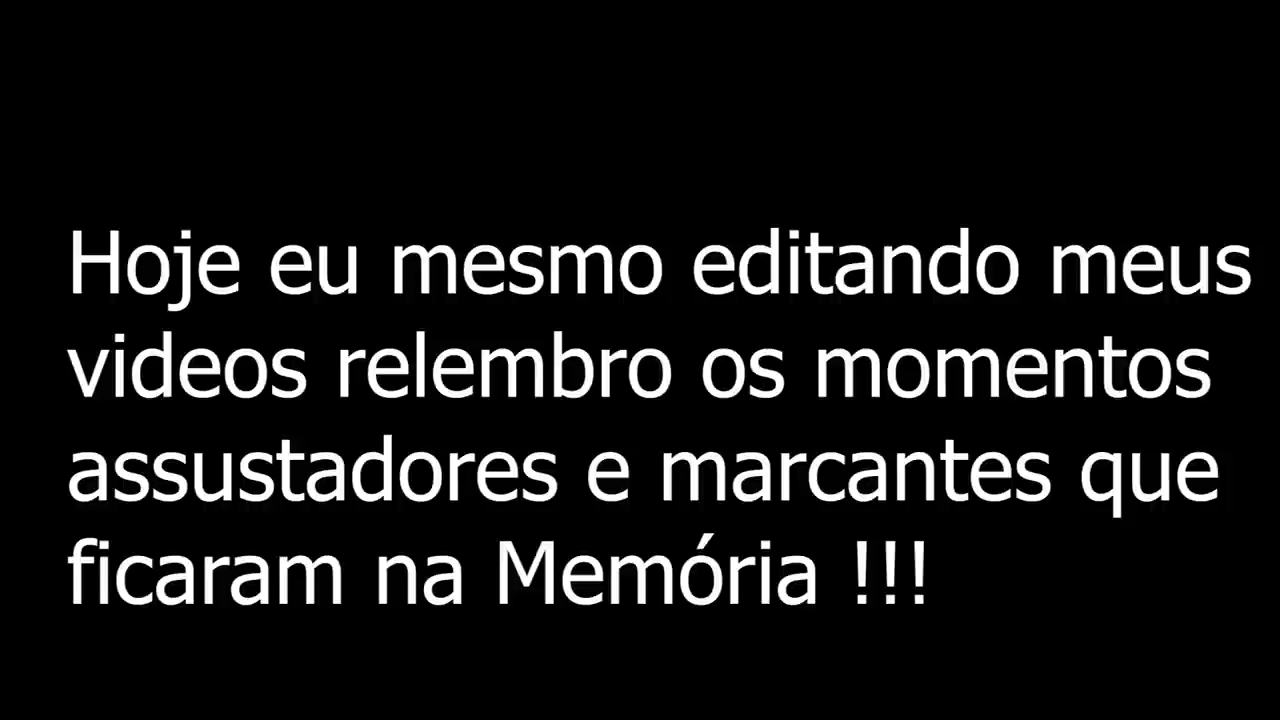 Hoje eu mesmo editando meus
videos relembro os momentos
assustadores e marcantes que
ficaram na Memória !!!